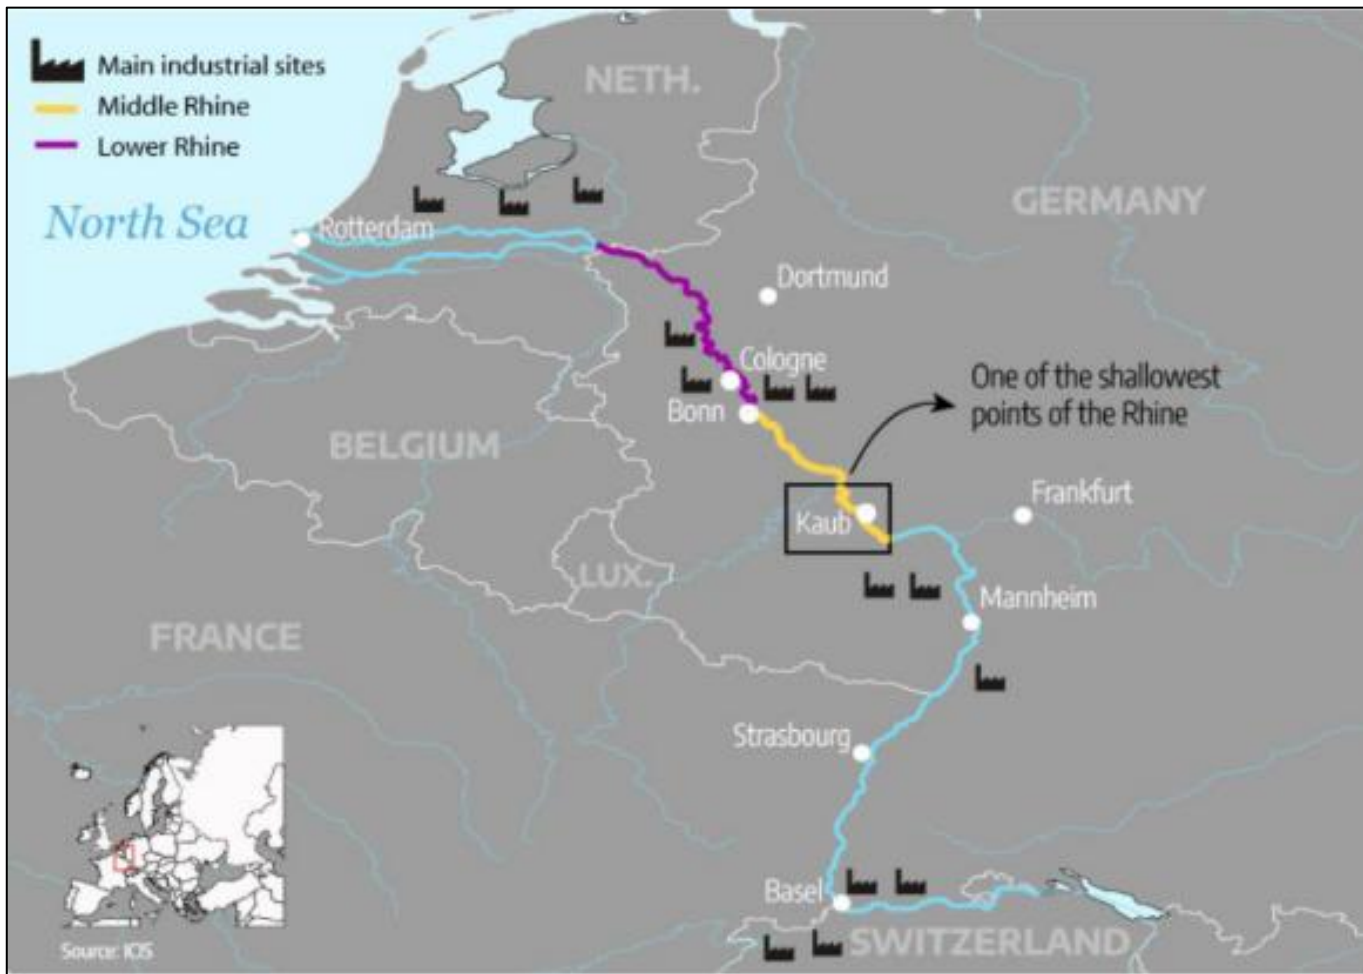 Main industrial sites
Middle Rhine
Lower Rhine
NETH.
GERMANY
North Sea
Rotterdam
Dortmund
Cologne
Bonn
One of the shallowest
points of the Rhine
BELGIUM
Frankfurt
Kaub
LUX.
Mannheim
FRANCE
Strasbourg
Basel
SWITZERLAND
Source: ICIS